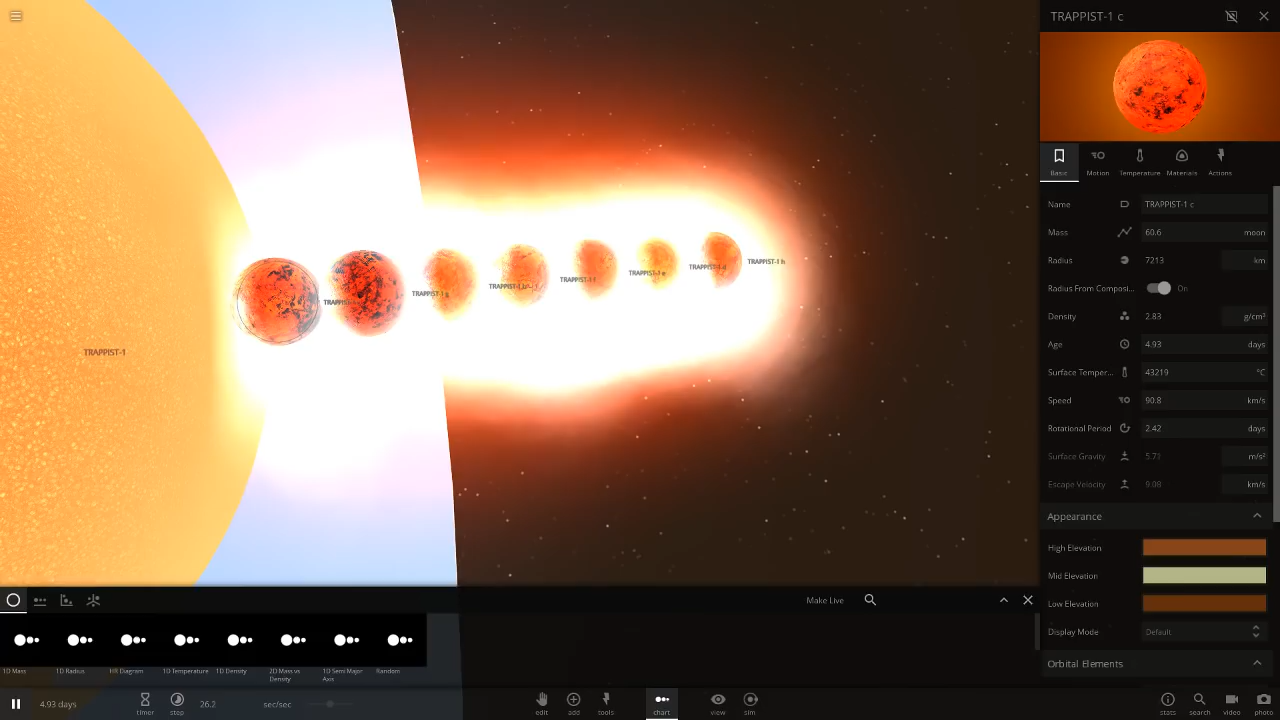 TRAPPIST-1 c
Basic
Motion
Temperature
Materials
Actions
Name
TRAPPIST-1 c
Mass
60.6
moon
Radius
7213
km
Radius From Composi...
On
Density
2.83
g/cm³
Age
4.93
days
Surface Temper...
43219
°C
Speed
90.8
km/s
Rotational Period
2.42
days
Surface Gravity
5.71
m/s²
Escape Velocity
9.08
km/s
Appearance
High Elevation
Mid Elevation
Low Elevation
Display Mode
Default
Orbital Elements
TRAPPIST-1
TRAPPIST-1 g
TRAPPIST-1 f
TRAPPIST-1 e
TRAPPIST-1 d
TRAPPIST-1 h
Make Live
1D Mass
1D Radius
HR Diagram
1D Temperature
1D Density
2D Mass vs
Density
1D Semi Major
Axis
Random
4.93 days
timer
step
26.2
sec/sec
edit
add
tools
chart
view
sim
stats
search
video
photo